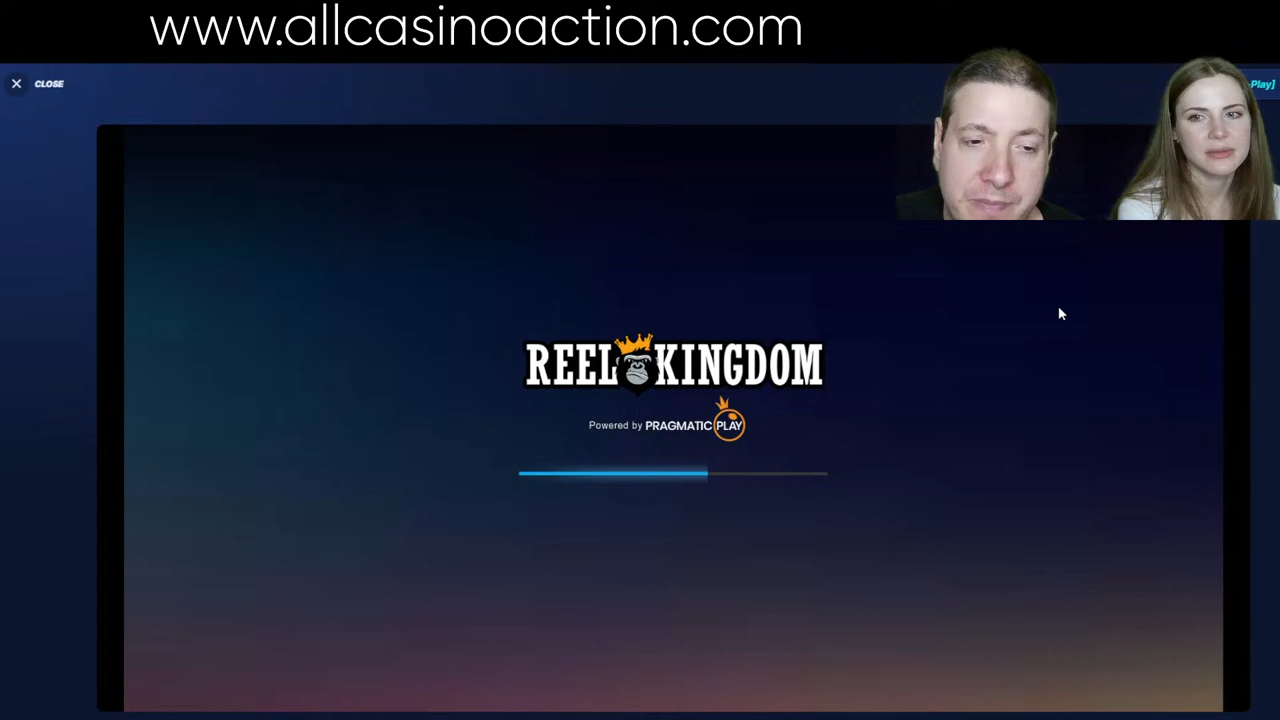 www.allcasinoaction.com
CLOSE
-Play]
REEL KINGDOM
Powered by PRAGMATIC PLAY